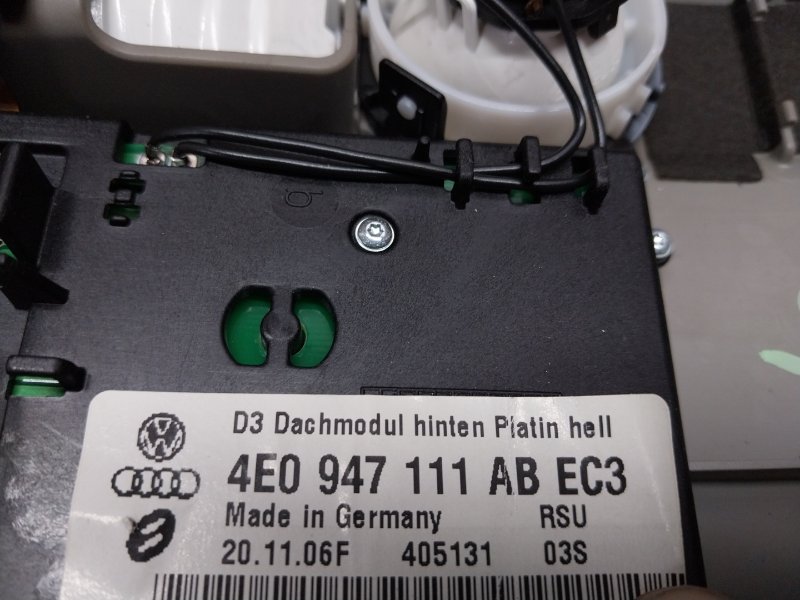 D3 Dachmodul hinten Platin hell
4E0 947 111 AB EC3
Made in Germany RSU
20.11.06F 405131 03S